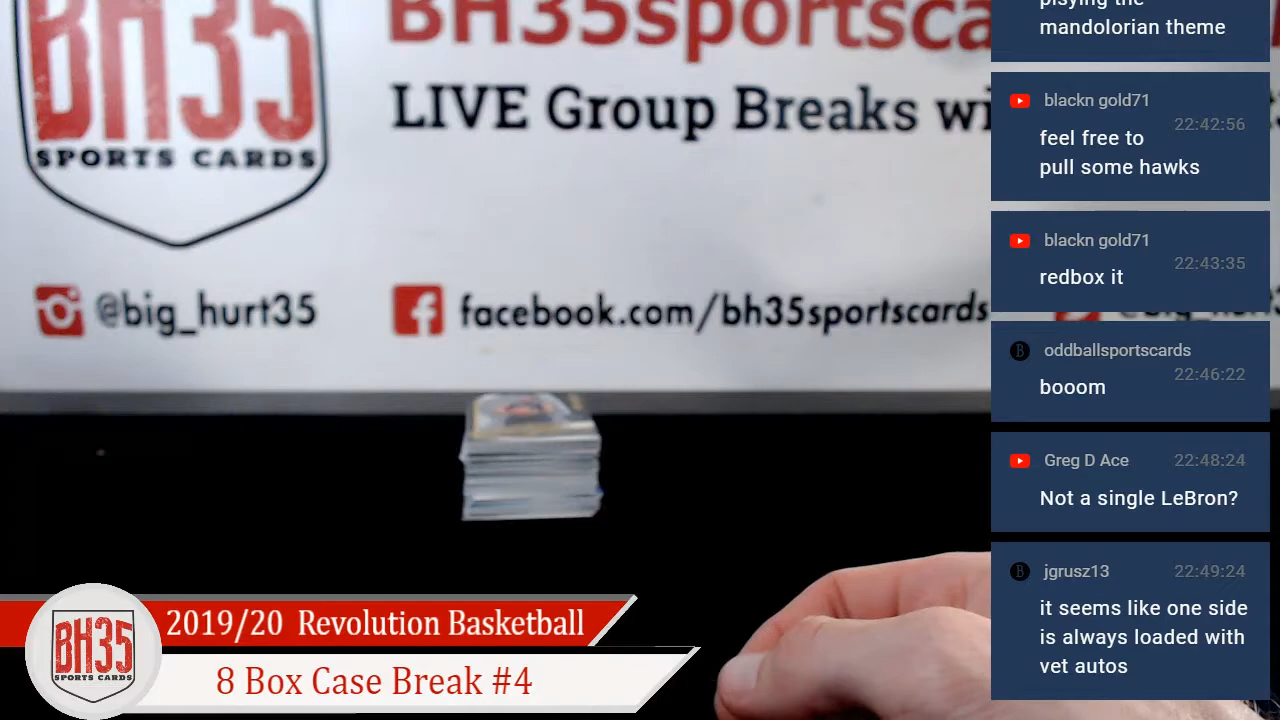 BH35
SPORTS CARDS
BH35sportsca
LIVE Group Breaks wi
@big_hurt35
facebook.com/bh35sportscards
mandolorian theme
blackn gold71
22:42:56
feel free to
pull some hawks
blackn gold71
22:43:35
redbox it
oddballsportscards
22:46:22
booom
Greg D Ace
22:48:24
Not a single LeBron?
jgrusz13
22:49:24
it seems like one side
is always loaded with
vet autos
BH35
SPORTS CARDS
2019/20 Revolution Basketball
8 Box Case Break #4